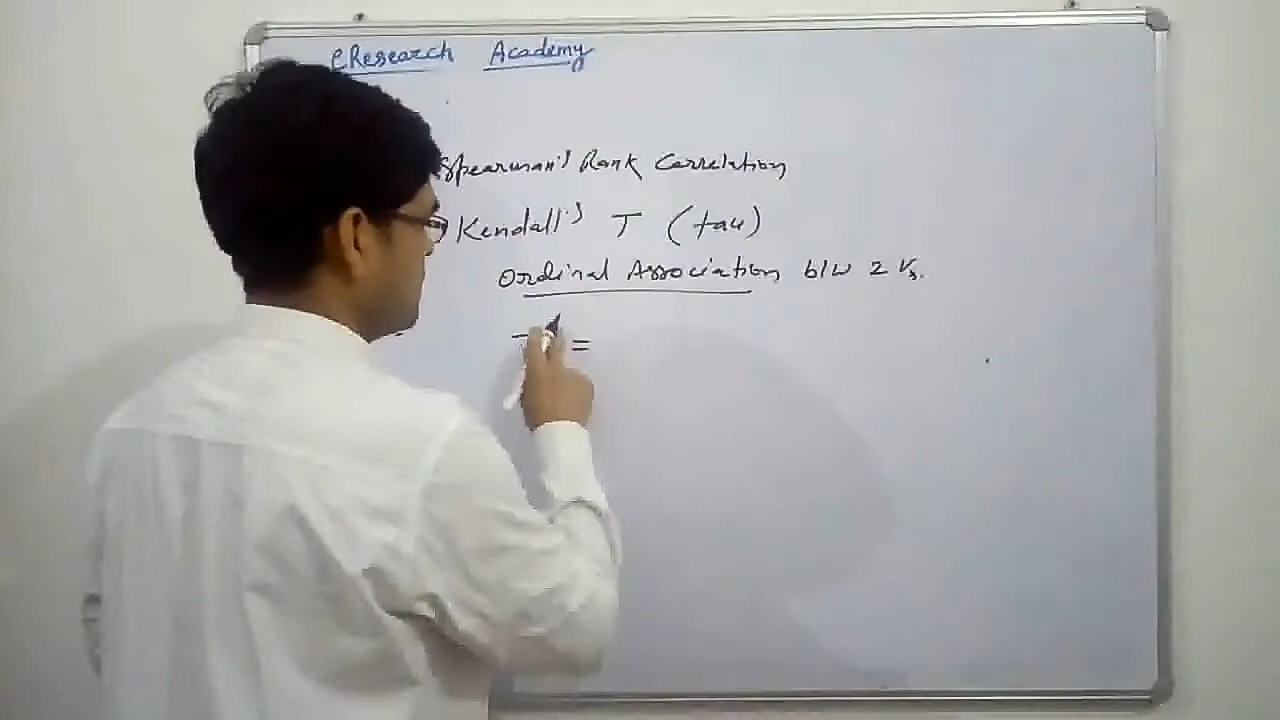 eResearch Academy
Spearman's Rank Correlation
Kendall's T (tau)
Ordinal Association b/w 2 Vs.
T =